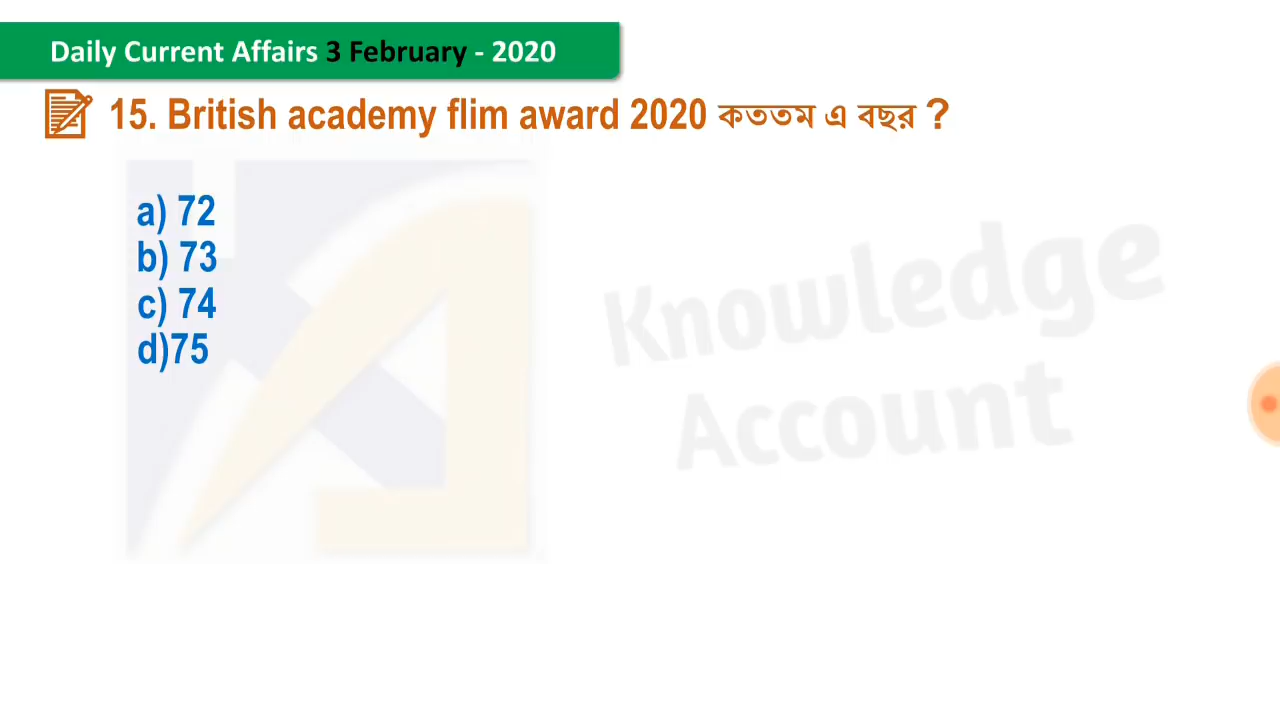 Daily Current Affairs 3 February - 2020
15. British academy flim award 2020 কততম এ বছর ?
a) 72
b) 73
c) 74
d)75
Knowledge
Account